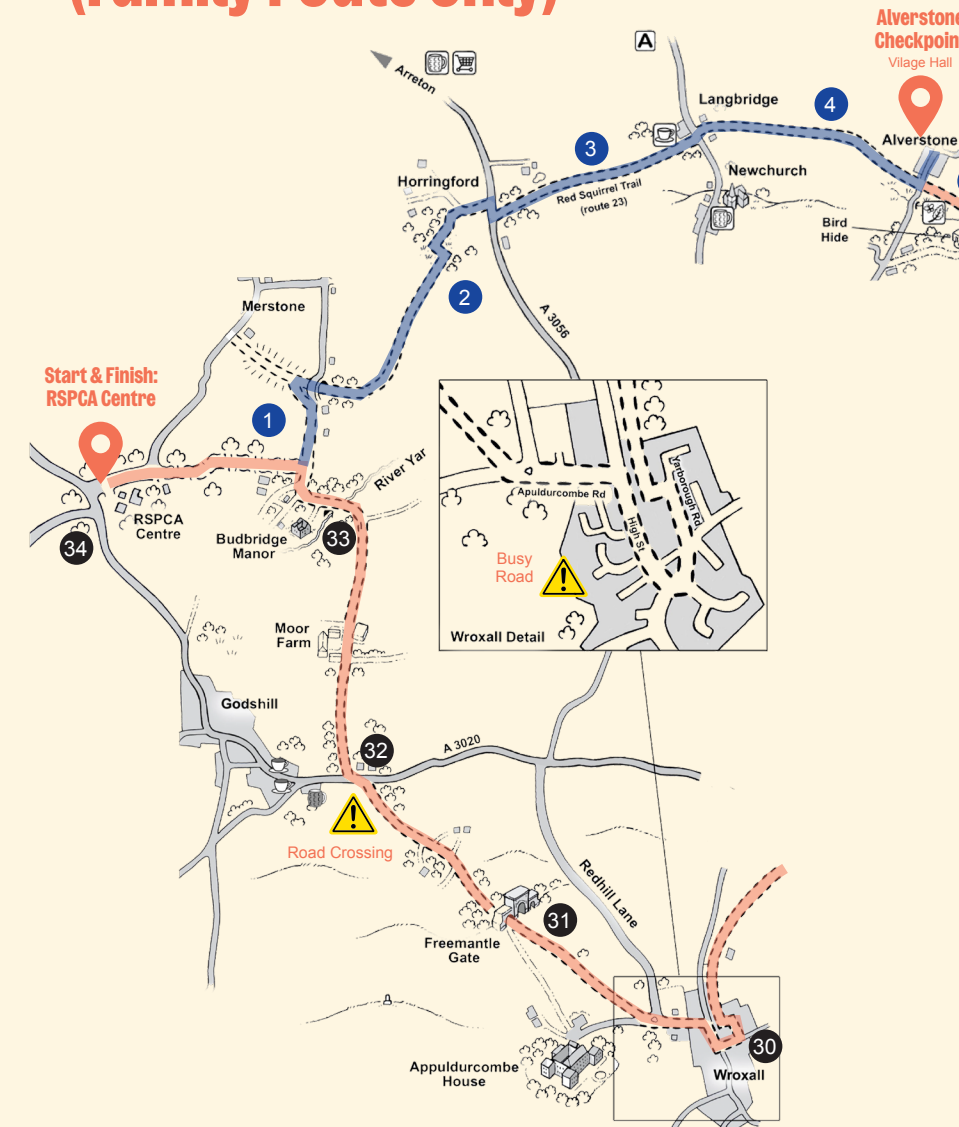 (Family Route Only)
Alverstone
Checkpoin
Vilage Hall
A
Arreton
Langbridge
4
Alverstone
3
Horringford
Red Squirrel Trail
(route 23)
Newchurch
Bird
Hide
2
Merstone
A 3056
Start & Finish:
RSPCA Centre
1
River Yar
Apuldurcombe Rd
Yarborough Rd
High St
RSPCA
Centre
34
Budbridge
Manor
33
Busy
Road
Wroxall Detail
Moor
Farm
Godshill
32
A 3020
Road Crossing
Redhill Lane
31
Freemantle
Gate
Appuldurcombe
House
30
Wroxall